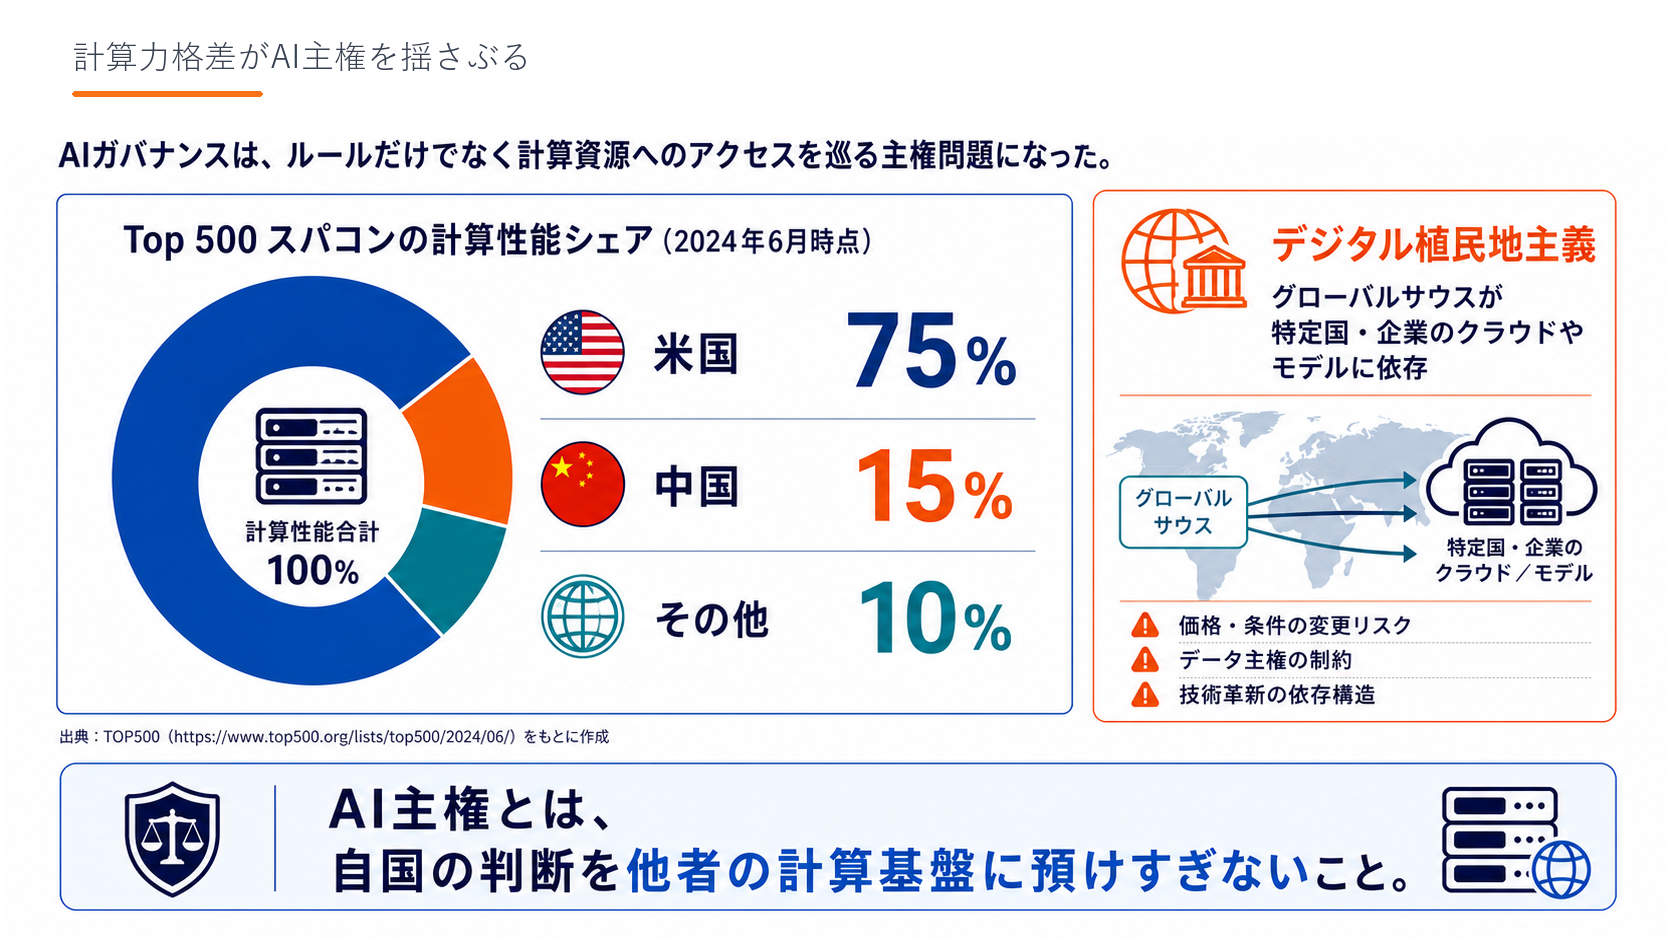 計算力格差がAI主権を揺さぶる
AIガバナンスは、ルールだけでなく計算資源へのアクセスを巡る主権問題になった。
Top 500 スパコンの計算性能シェア（2024年6月時点）
計算性能合計
100%
米国 75%
中国 15%
その他 10%
デジタル植民地主義
グローバルサウスが
特定国・企業のクラウドや
モデルに依存
グローバル
サウス
特定国・企業の
クラウド／モデル
価格・条件の変更リスク
データ主権の制約
技術革新の依存構造
出典：TOP500（https://www.top500.org/lists/top500/2024/06/）をもとに作成
AI主権とは、
自国の判断を他者の計算基盤に預けすぎないこと。